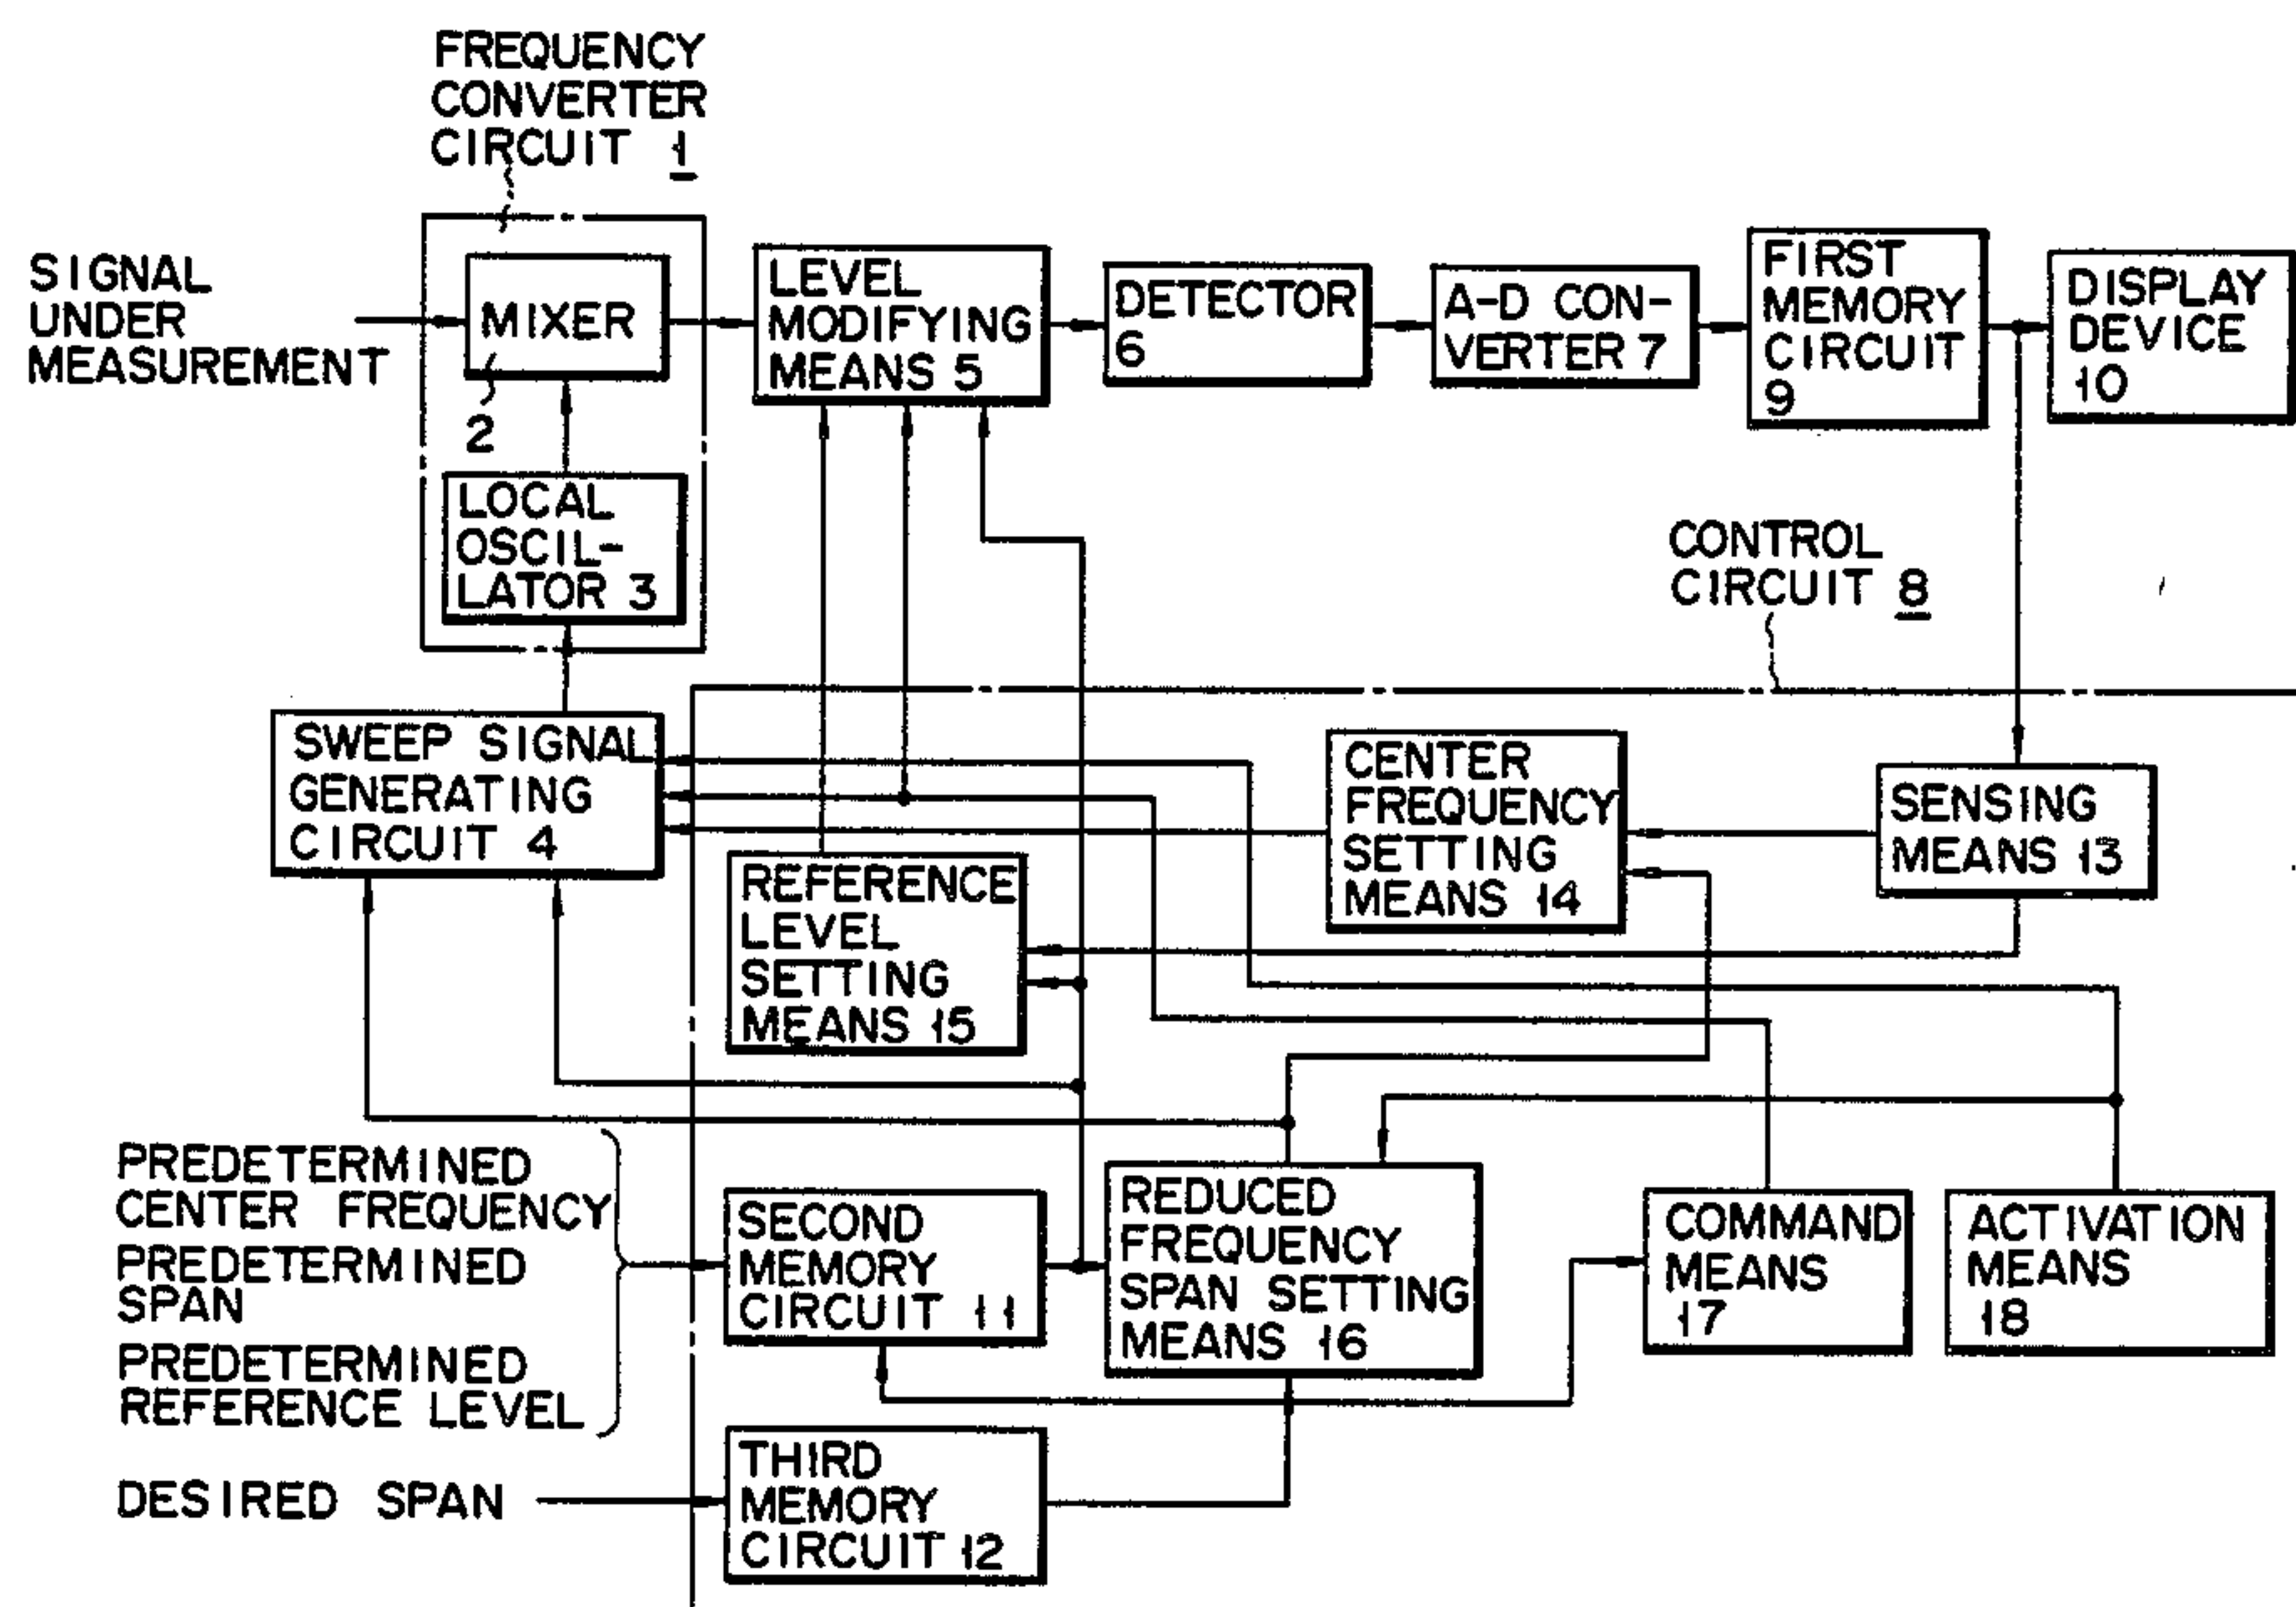 FREQUENCY
CONVERTER
CIRCUIT 1
SIGNAL
UNDER
MEASUREMENT
MIXER
2
LOCAL
OSCIL-
LATOR 3
LEVEL
MODIFYING
MEANS 5
DETECTOR
6
A-D CON-
VERTER 7
FIRST
MEMORY
CIRCUIT
9
DISPLAY
DEVICE
10
CONTROL
CIRCUIT 8
SWEEP SIGNAL
GENERATING
CIRCUIT 4
REFERENCE
LEVEL
SETTING
MEANS 15
CENTER
FREQUENCY
SETTING
MEANS 14
SENSING
MEANS 13
PREDETERMINED
CENTER FREQUENCY
PREDETERMINED
SPAN
PREDETERMINED
REFERENCE LEVEL
SECOND
MEMORY
CIRCUIT 11
REDUCED
FREQUENCY
SPAN SETTING
MEANS 16
COMMAND
MEANS
17
ACTIVATION
MEANS
18
DESIRED SPAN
THIRD
MEMORY
CIRCUIT 12